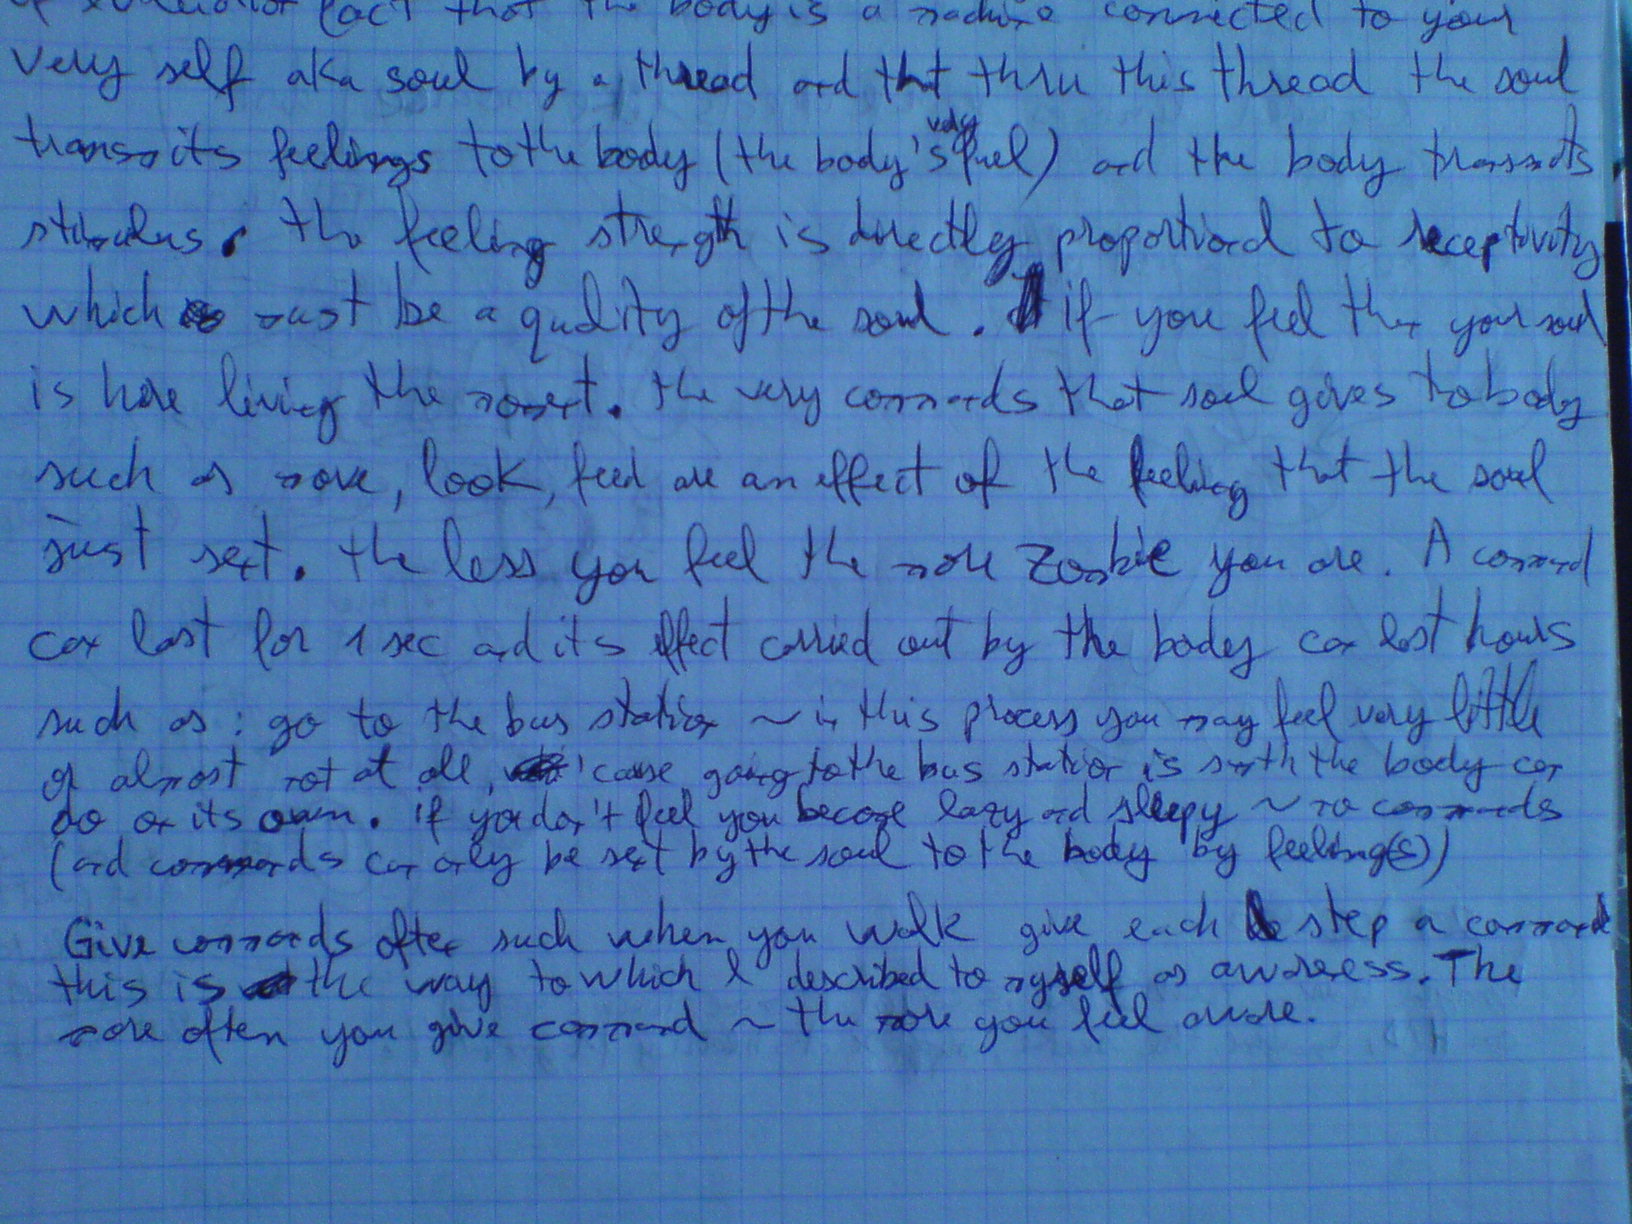 fact that the body is a machine connected to your
very self aka soul by a thread and that thru this thread the soul
transmits feelings to the body (the body's very fuel) and the body transmits
stimulus. the feeling strength is directly proportional to receptivity
which must be a quality of the soul. if you feel then your soul
is here living the moment. the very commands that soul gives to body
such as move, look, feel are an effect of the feeling that the soul
just sent. the less you feel the more zombie you are. A command
can last for 1 sec and its effect carried out by the body can last hours
such as: go to the bus station ~ in this process you may feel very little
or almost not at all, 'cause going to the bus station is smth the body can
do on its own. if you don't feel you become lazy and sleepy ~ no commands
(and commands can only be sent by the soul to the body by feeling(s))
Give commands often such when you walk give each step a command
this is the way to which I described to myself as awareness. The
more often you give command ~ the more you feel aware.